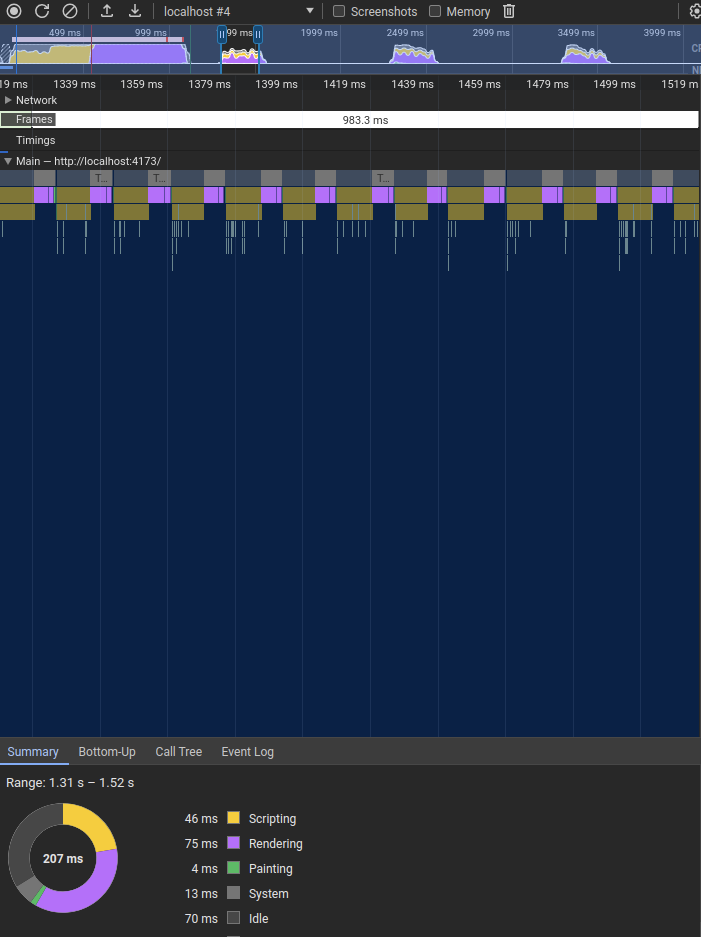 localhost #4 Screenshots Memory
499 ms 999 ms 99 ms 1999 ms 2499 ms 2999 ms 3499 ms 3999 ms
CP
NE
19 ms 1339 ms 1359 ms 1379 ms 1399 ms 1419 ms 1439 ms 1459 ms 1479 ms 1499 ms 1519 m
Network
Frames 983.3 ms
Timings
Main — http://localhost:4173/
T… T… T…
Summary Bottom-Up Call Tree Event Log
Range: 1.31 s – 1.52 s
207 ms
46 ms Scripting
75 ms Rendering
4 ms Painting
13 ms System
70 ms Idle